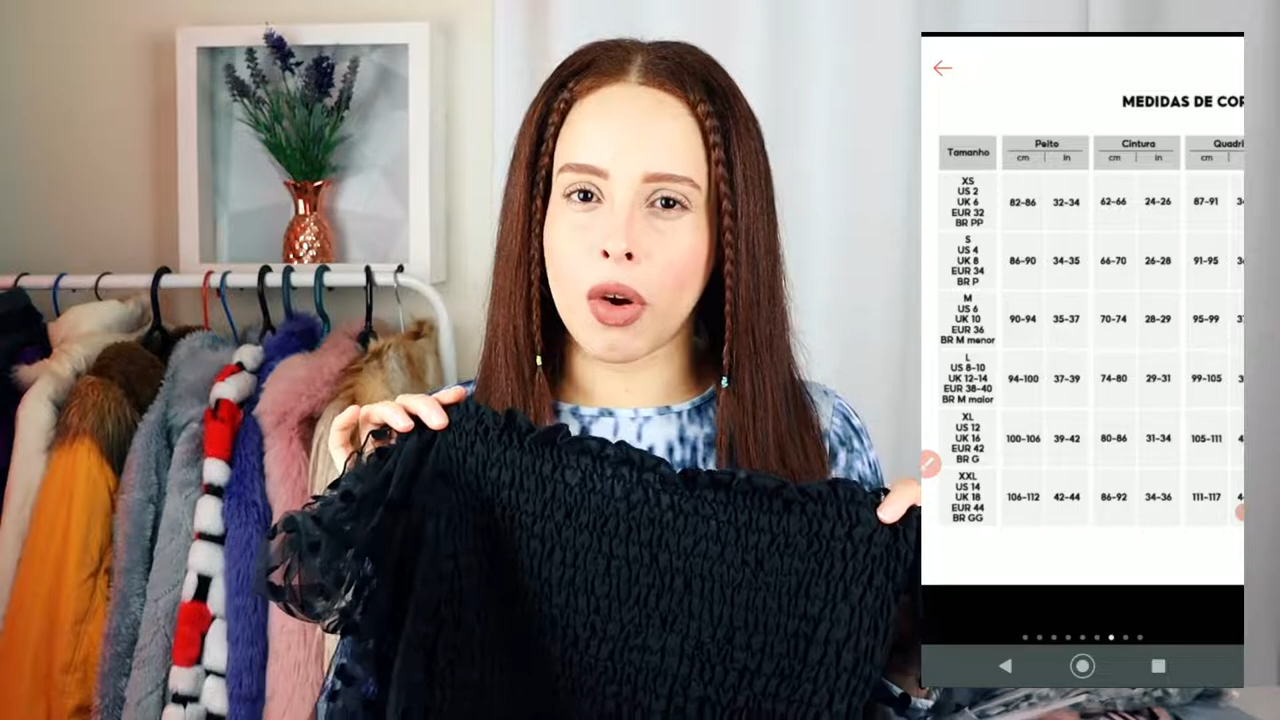 MEDIDAS DE COR
Tamanho Peito Cintura Quadri
cm in cm in cm
XS
US 2
UK 6
EUR 32
BR PP
82-86 32-34 62-66 24-26 87-91
S
US 4
UK 8
EUR 34
BR P
86-90 34-35 66-70 26-28 91-95
M
US 6
UK 10
EUR 36
BR M menor
90-94 35-37 70-74 28-29 95-99
L
US 8-10
UK 12-14
EUR 38-40
BR M maior
94-100 37-39 74-80 29-31 99-105
XL
US 12
UK 16
EUR 42
BR G
100-106 39-42 80-86 31-34 105-111
XXL
US 14
UK 18
EUR 44
BR GG
106-112 42-44 86-92 34-36 111-117